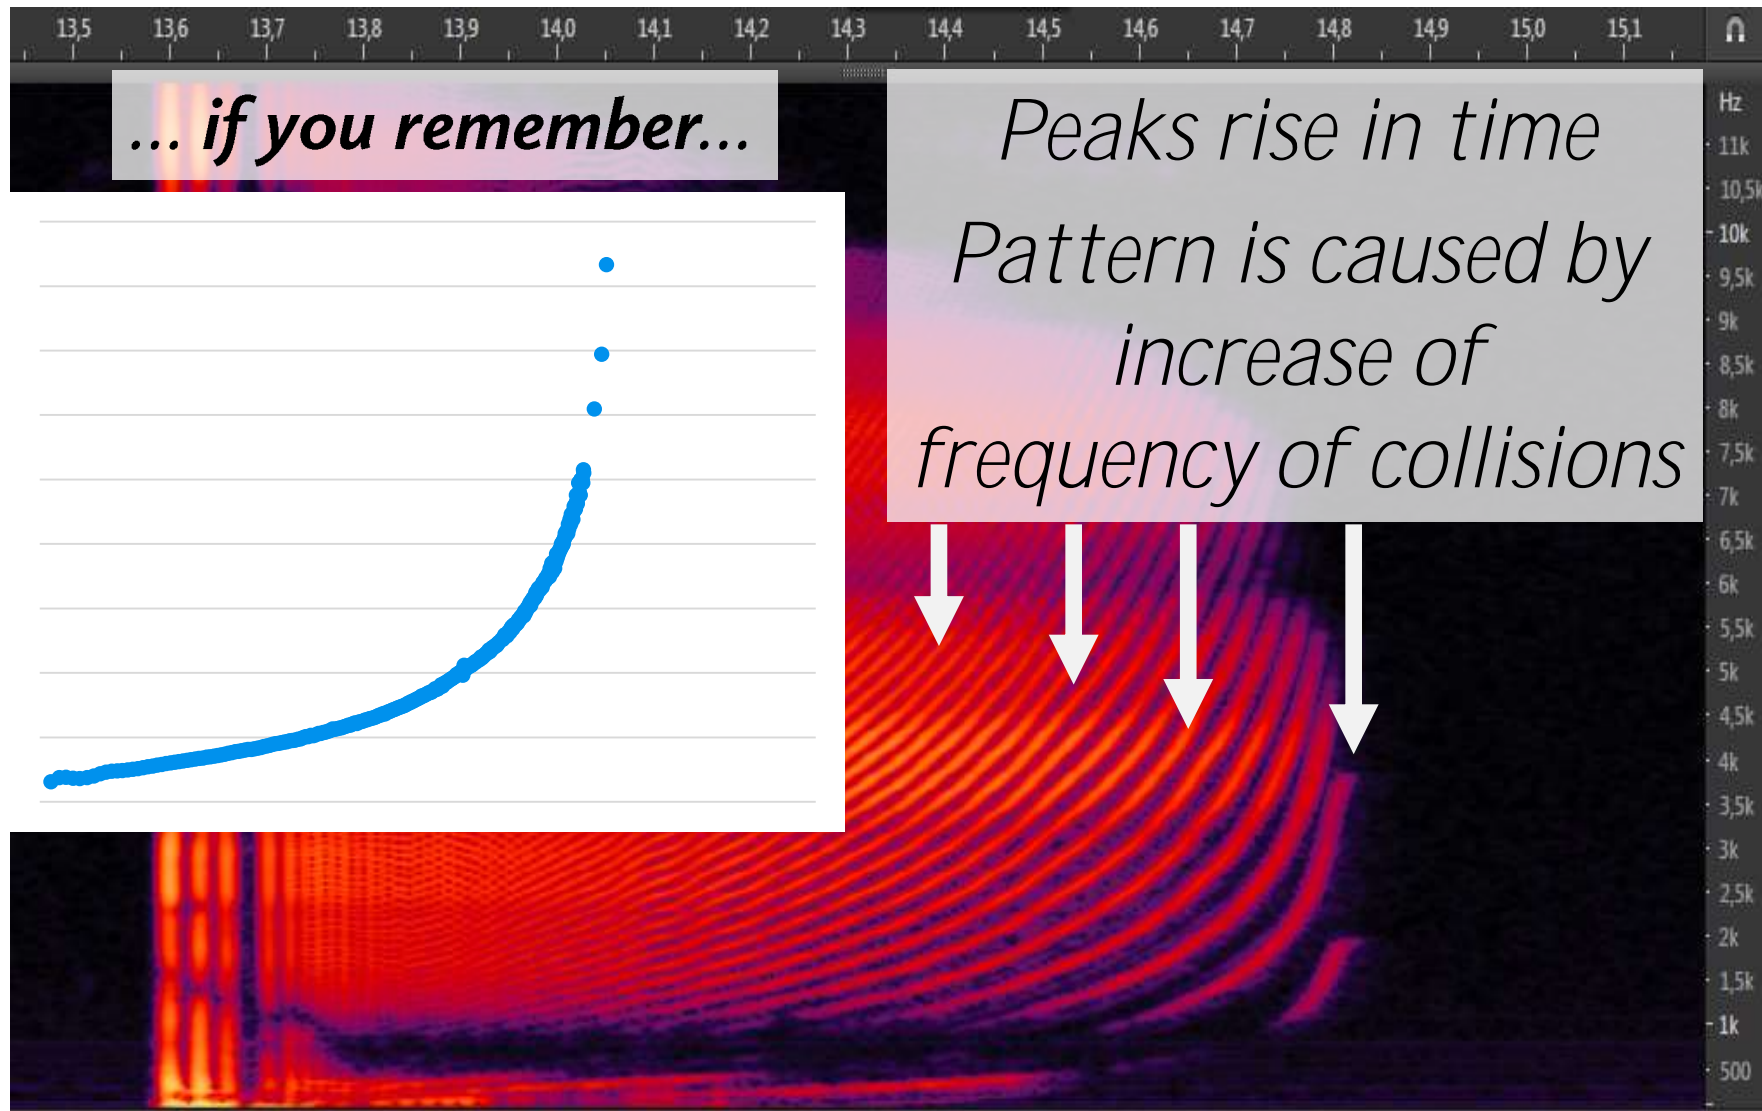 13,5 13,6 13,7 13,8 13,9 14,0 14,1 14,2 14,3 14,4 14,5 14,6 14,7 14,8 14,9 15,0 15,1
... if you remember...
Peaks rise in time
Pattern is caused by
increase of
frequency of collisions
Hz
11k
10,5k
10k
9,5k
9k
8,5k
8k
7,5k
7k
6,5k
6k
5,5k
5k
4,5k
4k
3,5k
3k
2,5k
2k
1,5k
1k
500